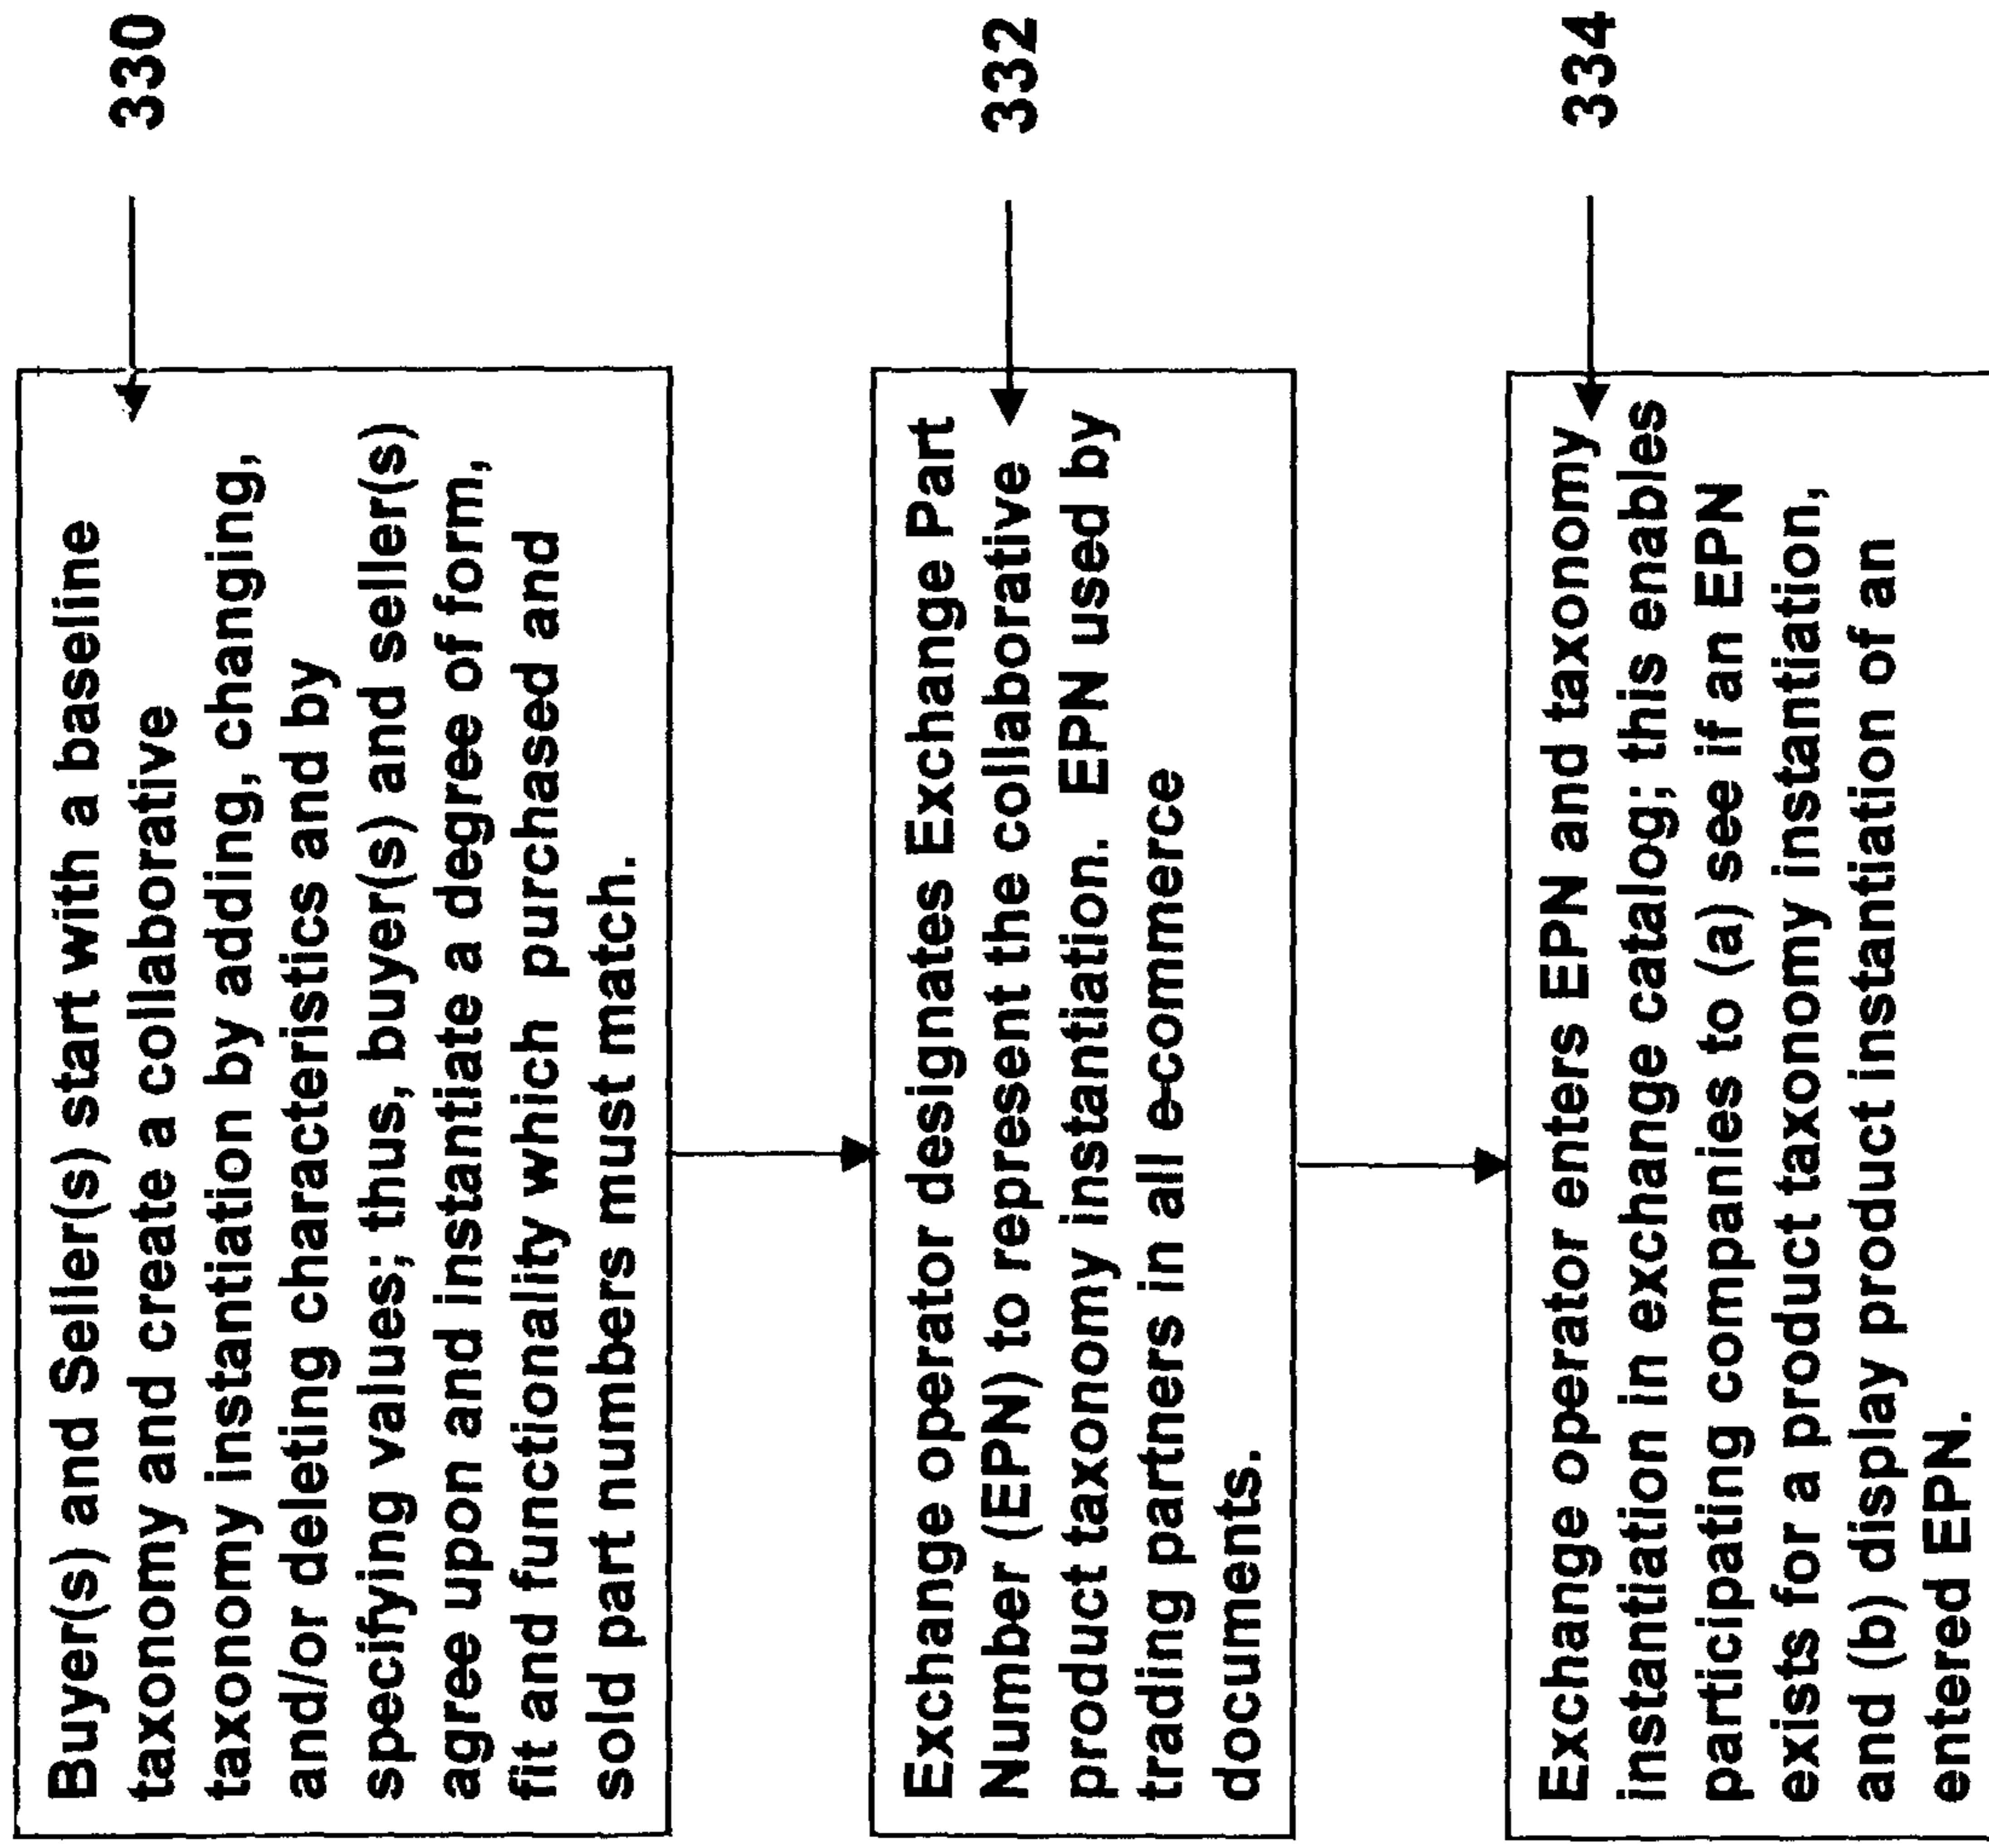 Buyer(s) and Seller(s) start with a baseline
taxonomy and create a collaborative
taxonomy instantiation by adding, changing,
and/or deleting characteristics and by
specifying values; thus, buyer(s) and seller(s)
agree upon and instantiate a degree of form,
fit and functionality which purchased and
sold part numbers must match.
330
Exchange operator designates Exchange Part
Number (EPN) to represent the collaborative
product taxonomy instantiation. EPN used by
trading partners in all e-commerce
documents.
332
Exchange operator enters EPN and taxonomy
instantiation in exchange catalog; this enables
participating companies to (a) see if an EPN
exists for a product taxonomy instantiation,
and (b) display product instantiation of an
entered EPN.
334